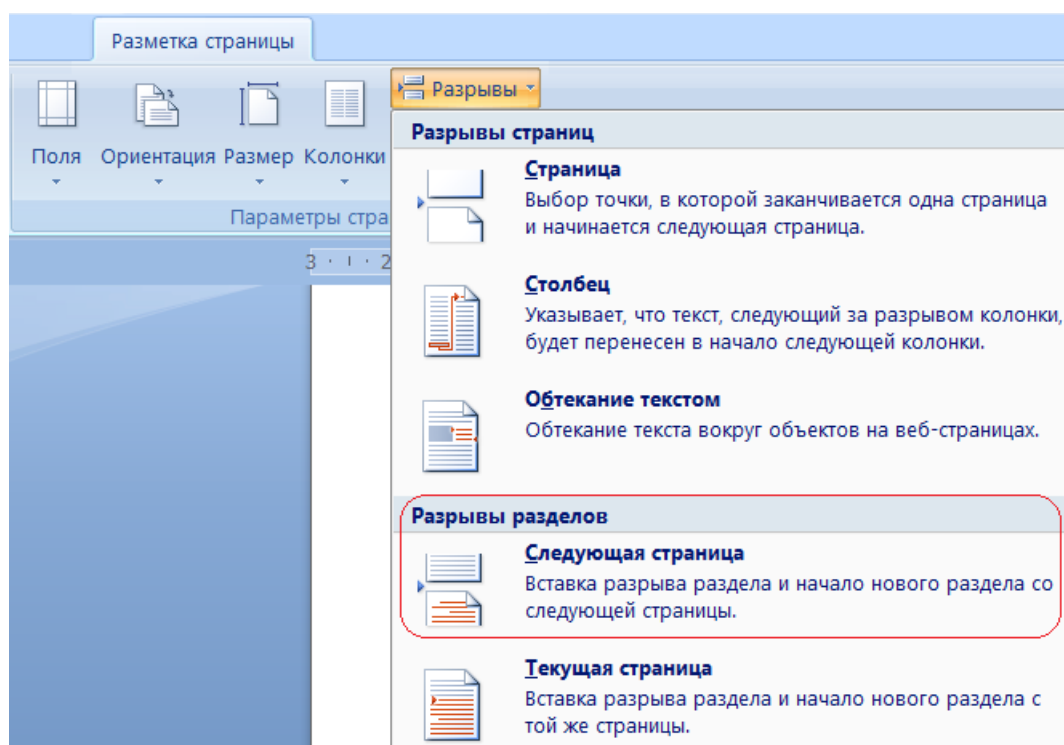 Разметка страницы
Разрывы
Поля Ориентация Размер Колонки
Параметры стра
3 · ı · 2
Разрывы страниц
Страница
Выбор точки, в которой заканчивается одна страница
и начинается следующая страница.
Столбец
Указывает, что текст, следующий за разрывом колонки,
будет перенесен в начало следующей колонки.
Обтекание текстом
Обтекание текста вокруг объектов на веб-страницах.
Разрывы разделов
Следующая страница
Вставка разрыва раздела и начало нового раздела со
следующей страницы.
Текущая страница
Вставка разрыва раздела и начало нового раздела с
той же страницы.